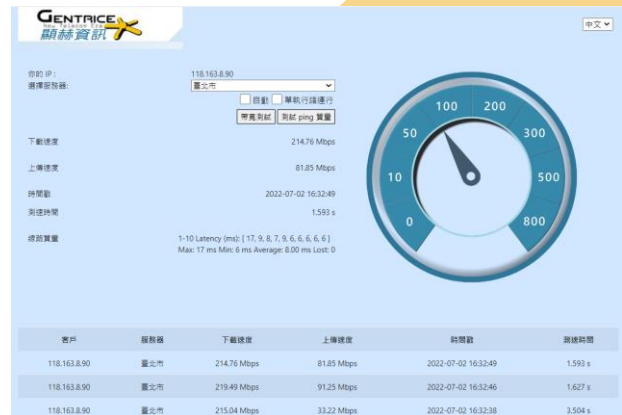 GENTRICE
New Telecom Era
顯赫資訊
中文
你的 IP : 118.163.8.90
選擇服務器: 臺北市
自動 單執行緒運行
帶寬測試 測試 ping 質量
下載速度 214.76 Mbps
上傳速度 81.85 Mbps
時間戳 2022-07-02 16:32:49
測速時間 1.593 s
線路質量 1-10 Latency (ms): [ 17, 9, 8, 7, 9, 6, 6, 6, 6, 6 ]
Max: 17 ms Min: 6 ms Average: 8.00 ms Lost: 0
0 10 50 100 200 300 500 800
客戶 服務器 下載速度 上傳速度 時間戳 測速時間
118.163.8.90 臺北市 214.76 Mbps 81.85 Mbps 2022-07-02 16:32:49 1.593 s
118.163.8.90 臺北市 219.49 Mbps 91.25 Mbps 2022-07-02 16:32:46 1.627 s
118.163.8.90 臺北市 215.04 Mbps 33.22 Mbps 2022-07-02 16:32:38 3.504 s